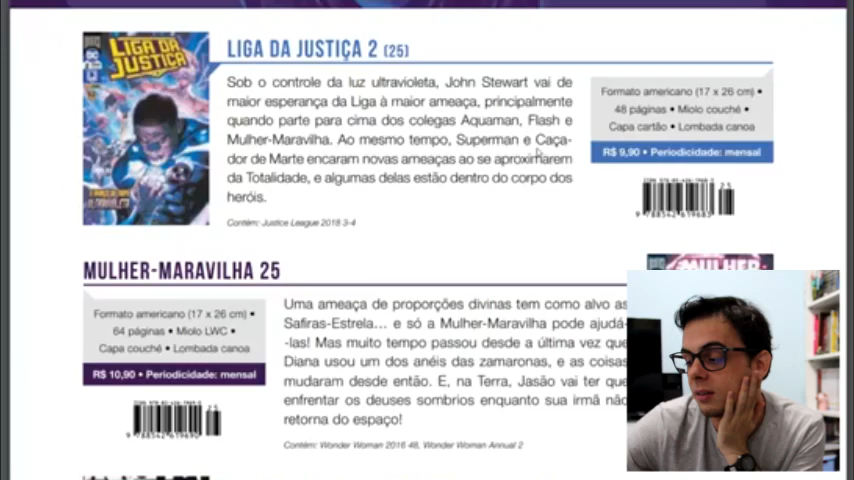 LIGA DA JUSTIÇA
LIGA DA JUSTIÇA 2 (25)
Sob o controle da luz ultravioleta, John Stewart vai de
maior esperança da Liga à maior ameaça, principalmente
quando parte para cima dos colegas Aquaman, Flash e
Mulher-Maravilha. Ao mesmo tempo, Superman e Caça-
dor de Marte encaram novas ameaças ao se aproximarem
da Totalidade, e algumas delas estão dentro do corpo dos
heróis.
Contém: Justice League 2018 3-4
Formato americano (17 x 26 cm) •
48 páginas • Miolo couché •
Capa cartão • Lombada canoa
R$ 9,90 • Periodicidade: mensal
9 788542 619683
MULHER-MARAVILHA 25
Formato americano (17 x 26 cm) •
64 páginas • Miolo LWC •
Capa couché • Lombada canoa
R$ 10,90 • Periodicidade: mensal
9 788542 619690
Uma ameaça de proporções divinas tem como alvo as
Safiras-Estrela... e só a Mulher-Maravilha pode ajudá-
-las! Mas muito tempo passou desde a última vez que
Diana usou um dos anéis das zamaronas, e as coisas
mudaram desde então. E, na Terra, Jasão vai ter que
enfrentar os deuses sombrios enquanto sua irmã não
retorna do espaço!
Contém: Wonder Woman 2016 48, Wonder Woman Annual 2
MULHER